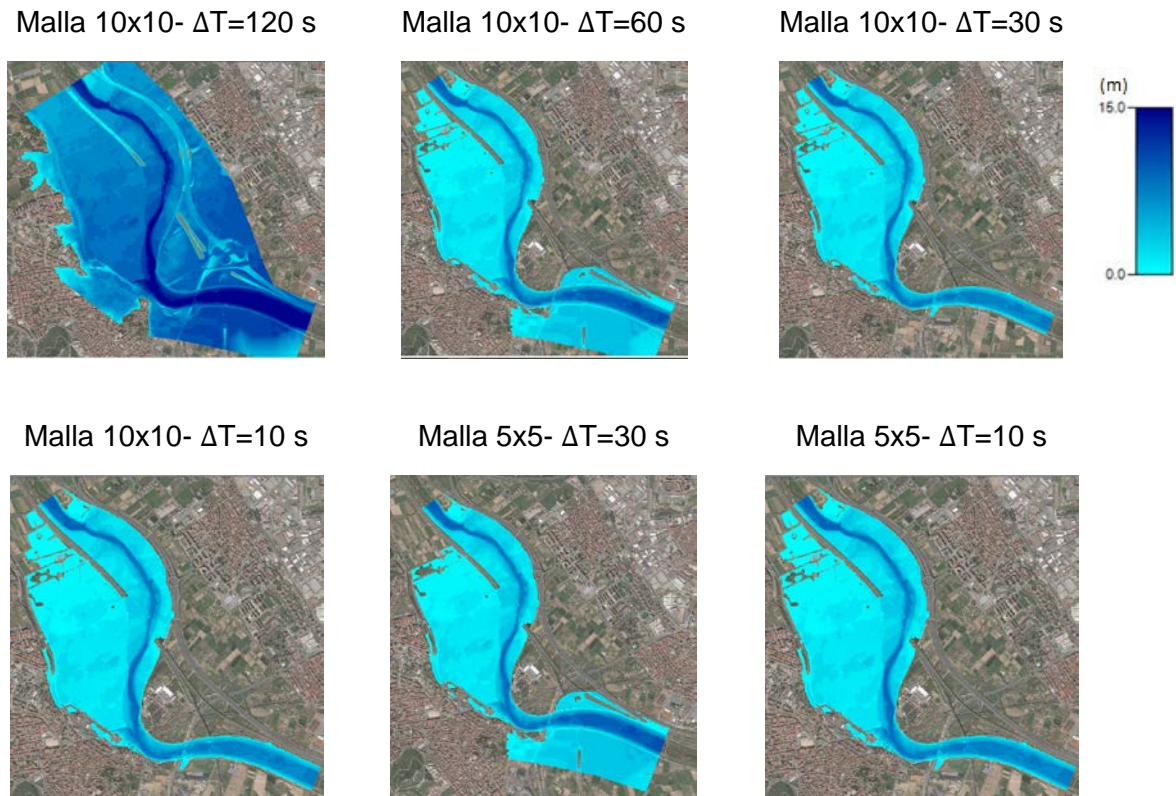 Malla 10x10- ΔT=120 s
Malla 10x10- ΔT=60 s
Malla 10x10- ΔT=30 s
(m)
15.0
0.0
Malla 10x10- ΔT=10 s
Malla 5x5- ΔT=30 s
Malla 5x5- ΔT=10 s